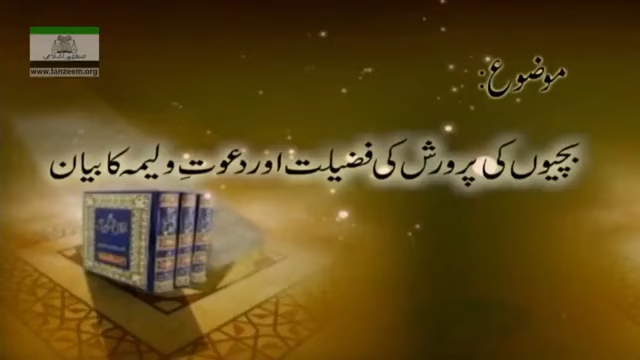 www.tanzeem.org
موضوع:
بچیوں کی پرورش کی فضیلت اور دعوتِ ولیمہ کا بیان